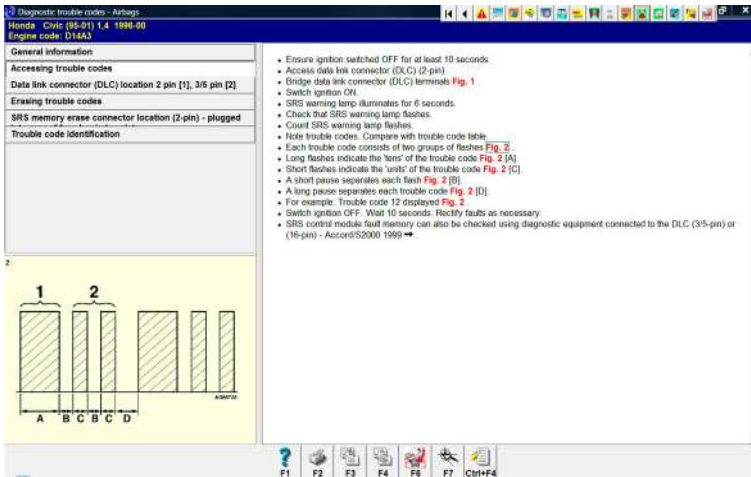 Diagnostic trouble codes - Airbags
Honda Civic (95-01) 1,4 1996-00
Engine code: D14A3
General information
Accessing trouble codes
Data link connector (DLC) location 2 pin [1], 3/5 pin [2]
Erasing trouble codes
SRS memory erase connector location (2-pin) - plugged
Trouble code identification
• Ensure ignition switched OFF for at least 10 seconds.
• Access data link connector (DLC) (2-pin).
• Bridge data link connector (DLC) terminals Fig. 1 .
• Switch ignition ON.
• SRS warning lamp illuminates for 6 seconds.
• Check that SRS warning lamp flashes.
• Count SRS warning lamp flashes.
• Note trouble codes. Compare with trouble code table.
• Each trouble code consists of two groups of flashes Fig. 2 .
• Long flashes indicate the 'tens' of the trouble code Fig. 2 [A].
• Short flashes indicate the 'units' of the trouble code Fig. 2 [C].
• A short pause separates each flash Fig. 2 [B].
• A long pause separates each trouble code Fig. 2 [D].
• For example: Trouble code 12 displayed Fig. 2 .
• Switch ignition OFF. Wait 10 seconds. Rectify faults as necessary.
• SRS control module fault memory can also be checked using diagnostic equipment connected to the DLC (3/5-pin) or
(16-pin) - Accord/S2000 1999 ➡ .
2
1 2
A B C B C D
F1 F2 F3 F4 F6 F7 Ctrl+F4